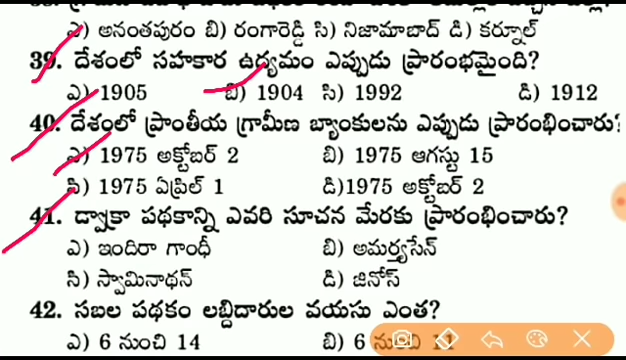 ఎ) అనంతపురం బి) రంగారెడ్డి సి) నిజామాబాద్ డి) కర్నూల్
39. దేశంలో సహకార ఉద్యమం ఎప్పుడు ప్రారంభమైంది?
ఎ) 1905 బి) 1904 సి) 1992 డి) 1912
40. దేశంలో ప్రాంతీయ గ్రామీణ బ్యాంకులను ఎప్పుడు ప్రారంభించారు?
ఎ) 1975 అక్టోబర్ 2 బి) 1975 ఆగస్టు 15
సి) 1975 ఏప్రిల్ 1 డి)1975 అక్టోబర్ 2
41. ద్వాక్రా పథకాన్ని ఎవరి సూచన మేరకు ప్రారంభించారు?
ఎ) ఇందిరా గాంధీ బి) అమర్త్యసేన్
సి) స్వామినాథన్ డి) జినోస్
42. సబల పథకం లబ్ధిదారుల వయసు ఎంత?
ఎ) 6 నుంచి 14 బి) 6 నుంచి 11